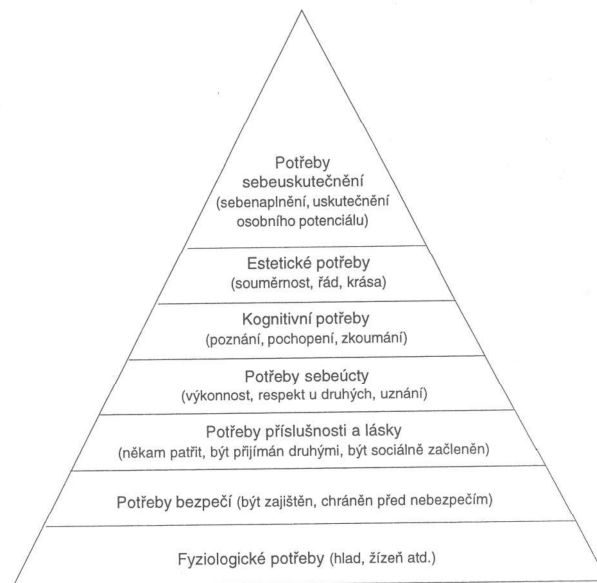 Potřeby
sebeuskutečnění
(sebenaplnění, uskutečnění
osobního potenciálu)
Estetické potřeby
(souměrnost, řád, krása)
Kognitivní potřeby
(poznání, pochopení, zkoumání)
Potřeby sebeúcty
(výkonnost, respekt u druhých, uznání)
Potřeby příslušnosti a lásky
(někam patřit, být přijímán druhými, být sociálně začleněn)
Potřeby bezpečí (být zajištěn, chráněn před nebezpečím)
Fyziologické potřeby (hlad, žízeň atd.)